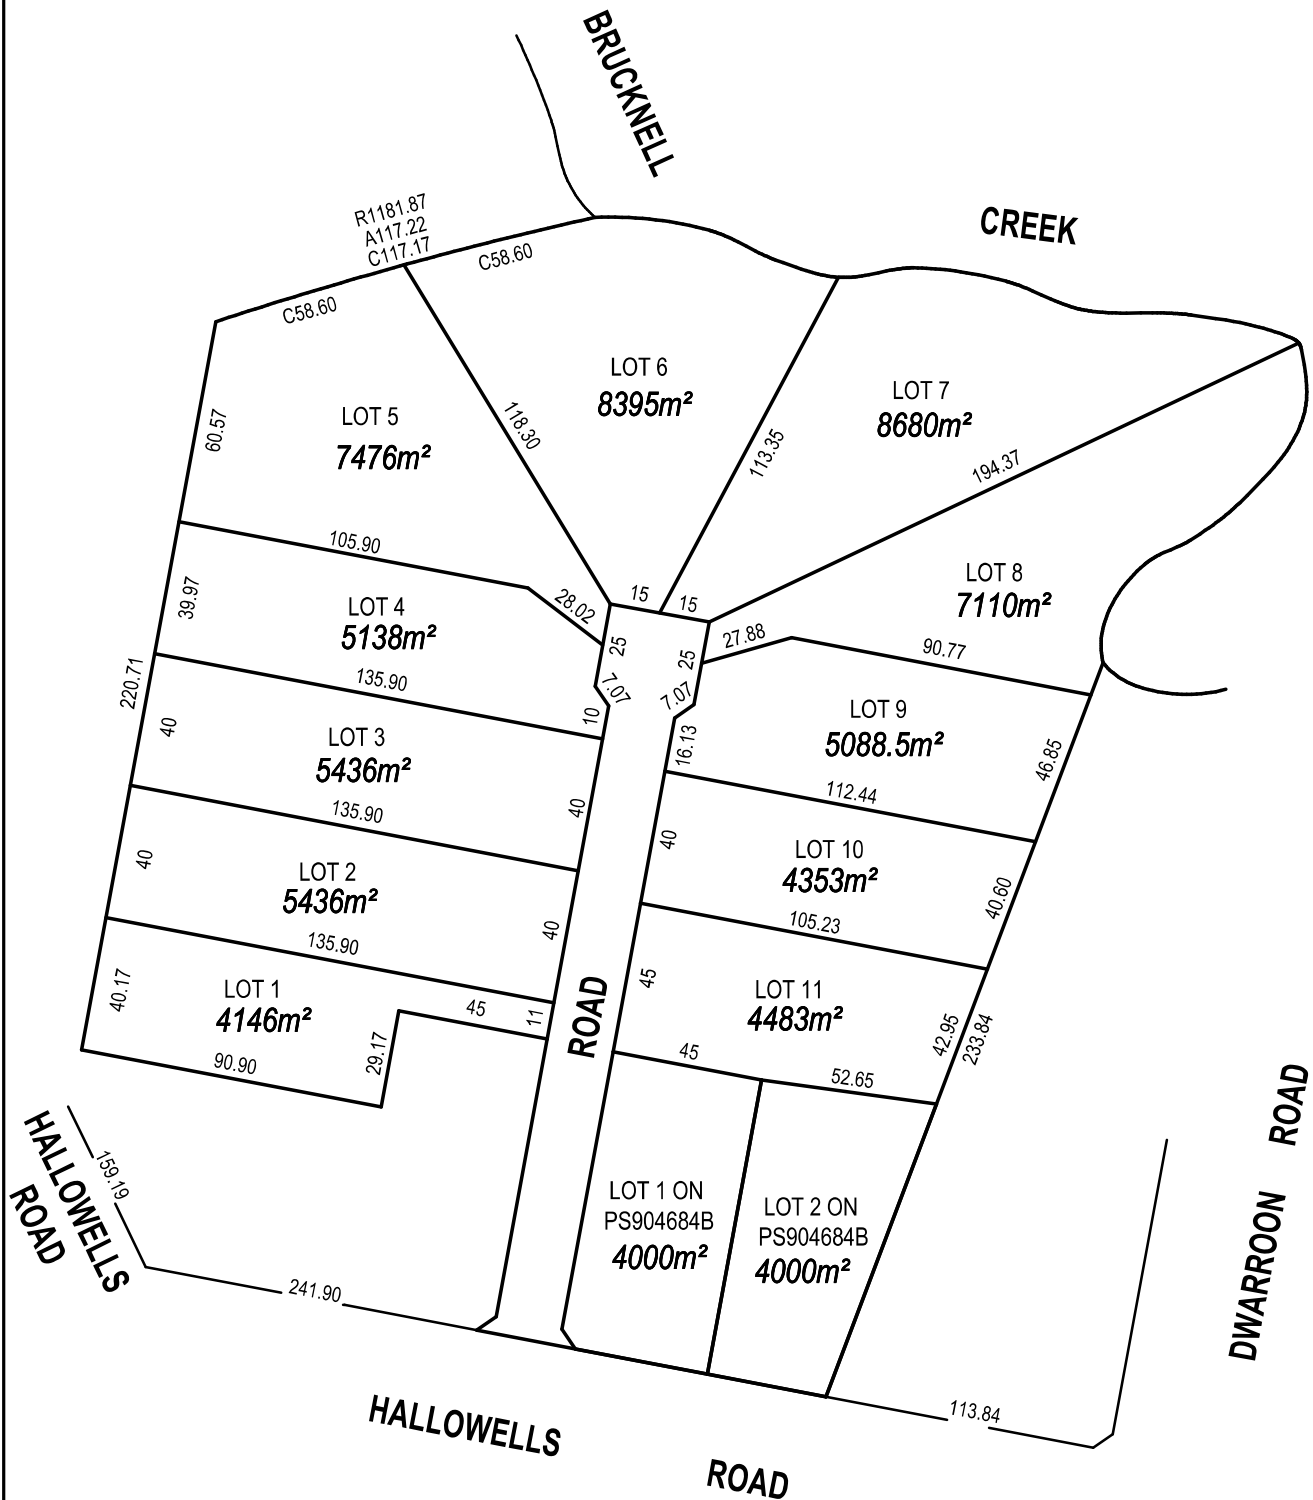 BRUCKNELL
CREEK
R1181.87
A117.22
C117.17
C58.60
C58.60
LOT 6
8395m²
LOT 7
8680m²
LOT 5
7476m²
60.57
118.30
113.35
194.37
105.90
LOT 8
7110m²
28.02
15
15
39.97
LOT 4
5138m²
25
25
27.88
90.77
135.90
7.07
7.07
220.71
10
LOT 9
5088.5m²
40
LOT 3
5436m²
16.13
46.85
135.90
40
112.44
40
LOT 10
4353m²
40
LOT 2
5436m²
40.60
105.23
40
135.90
45
40.17
LOT 1
4146m²
45
11
ROAD
LOT 11
4483m²
42.95
233.84
29.17
90.90
45
52.65
HALLOWELLS
ROAD
159.19
LOT 1 ON
PS904684B
4000m²
LOT 2 ON
PS904684B
4000m²
DWARROON ROAD
241.90
113.84
HALLOWELLS ROAD